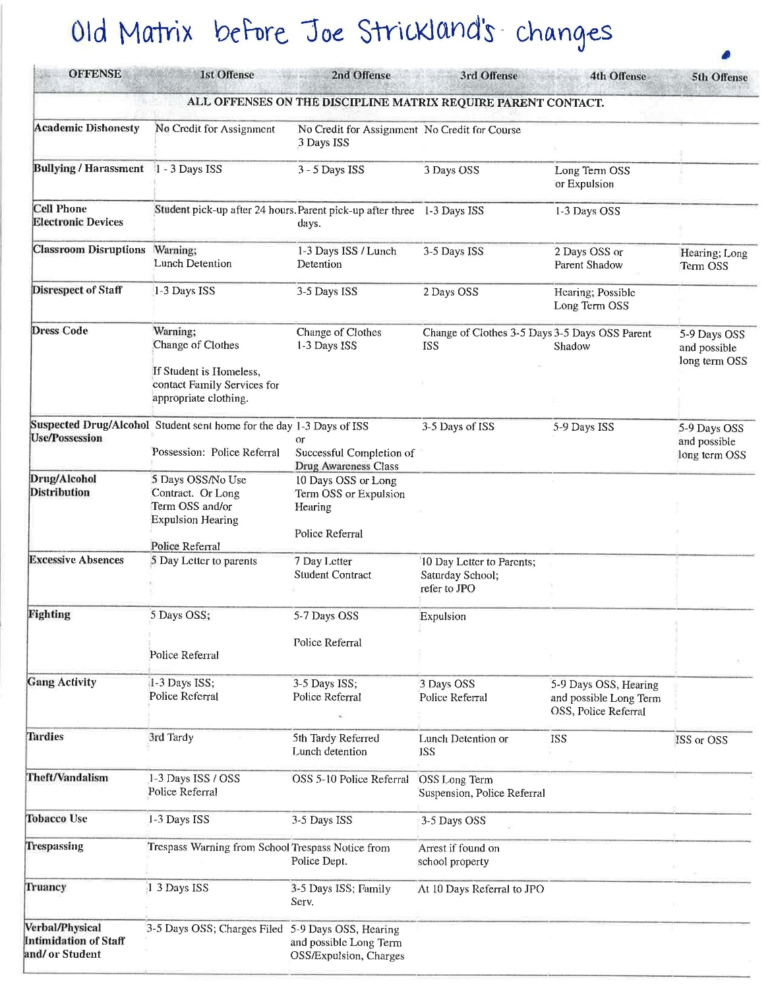 Old Matrix before Joe Strickland's changes
OFFENSE 1st Offense 2nd Offense 3rd Offense 4th Offense 5th Offense
ALL OFFENSES ON THE DISCIPLINE MATRIX REQUIRE PARENT CONTACT.
Academic Dishonesty No Credit for Assignment No Credit for Assignment No Credit for Course
3 Days ISS
Bullying / Harassment 1 - 3 Days ISS 3 - 5 Days ISS 3 Days OSS Long Term OSS
or Expulsion
Cell Phone Student pick-up after 24 hours. Parent pick-up after three 1-3 Days ISS 1-3 Days OSS
Electronic Devices days.
Classroom Disruptions Warning; 1-3 Days ISS / Lunch 3-5 Days ISS 2 Days OSS or Hearing; Long
Lunch Detention Detention Parent Shadow Term OSS
Disrespect of Staff 1-3 Days ISS 3-5 Days ISS 2 Days OSS Hearing; Possible
Long Term OSS
Dress Code Warning; Change of Clothes Change of Clothes 3-5 Days 3-5 Days OSS Parent 5-9 Days OSS
Change of Clothes 1-3 Days ISS ISS Shadow and possible
long term OSS
If Student is Homeless,
contact Family Services for
appropriate clothing.
Suspected Drug/Alcohol Student sent home for the day 1-3 Days of ISS 3-5 Days of ISS 5-9 Days ISS 5-9 Days OSS
Use/Possession or and possible
Possession: Police Referral Successful Completion of long term OSS
Drug Awareness Class
Drug/Alcohol 5 Days OSS/No Use 10 Days OSS or Long
Distribution Contract. Or Long Term OSS or Expulsion
Term OSS and/or Hearing
Expulsion Hearing
Police Referral
Police Referral
Excessive Absences 5 Day Letter to parents 7 Day Letter 10 Day Letter to Parents;
Student Contract Saturday School;
refer to JPO
Fighting 5 Days OSS; 5-7 Days OSS Expulsion
Police Referral
Police Referral
Gang Activity 1-3 Days ISS; 3-5 Days ISS; 3 Days OSS 5-9 Days OSS, Hearing
Police Referral Police Referral Police Referral and possible Long Term
OSS, Police Referral
Tardies 3rd Tardy 5th Tardy Referred Lunch Detention or ISS ISS or OSS
Lunch detention ISS
Theft/Vandalism 1-3 Days ISS / OSS OSS 5-10 Police Referral OSS Long Term
Police Referral Suspension, Police Referral
Tobacco Use 1-3 Days ISS 3-5 Days ISS 3-5 Days OSS
Trespassing Trespass Warning from School Trespass Notice from Arrest if found on
Police Dept. school property
Truancy 1 3 Days ISS 3-5 Days ISS; Family At 10 Days Referral to JPO
Serv.
Verbal/Physical 3-5 Days OSS; Charges Filed 5-9 Days OSS, Hearing
Intimidation of Staff and possible Long Term
and/ or Student OSS/Expulsion, Charges